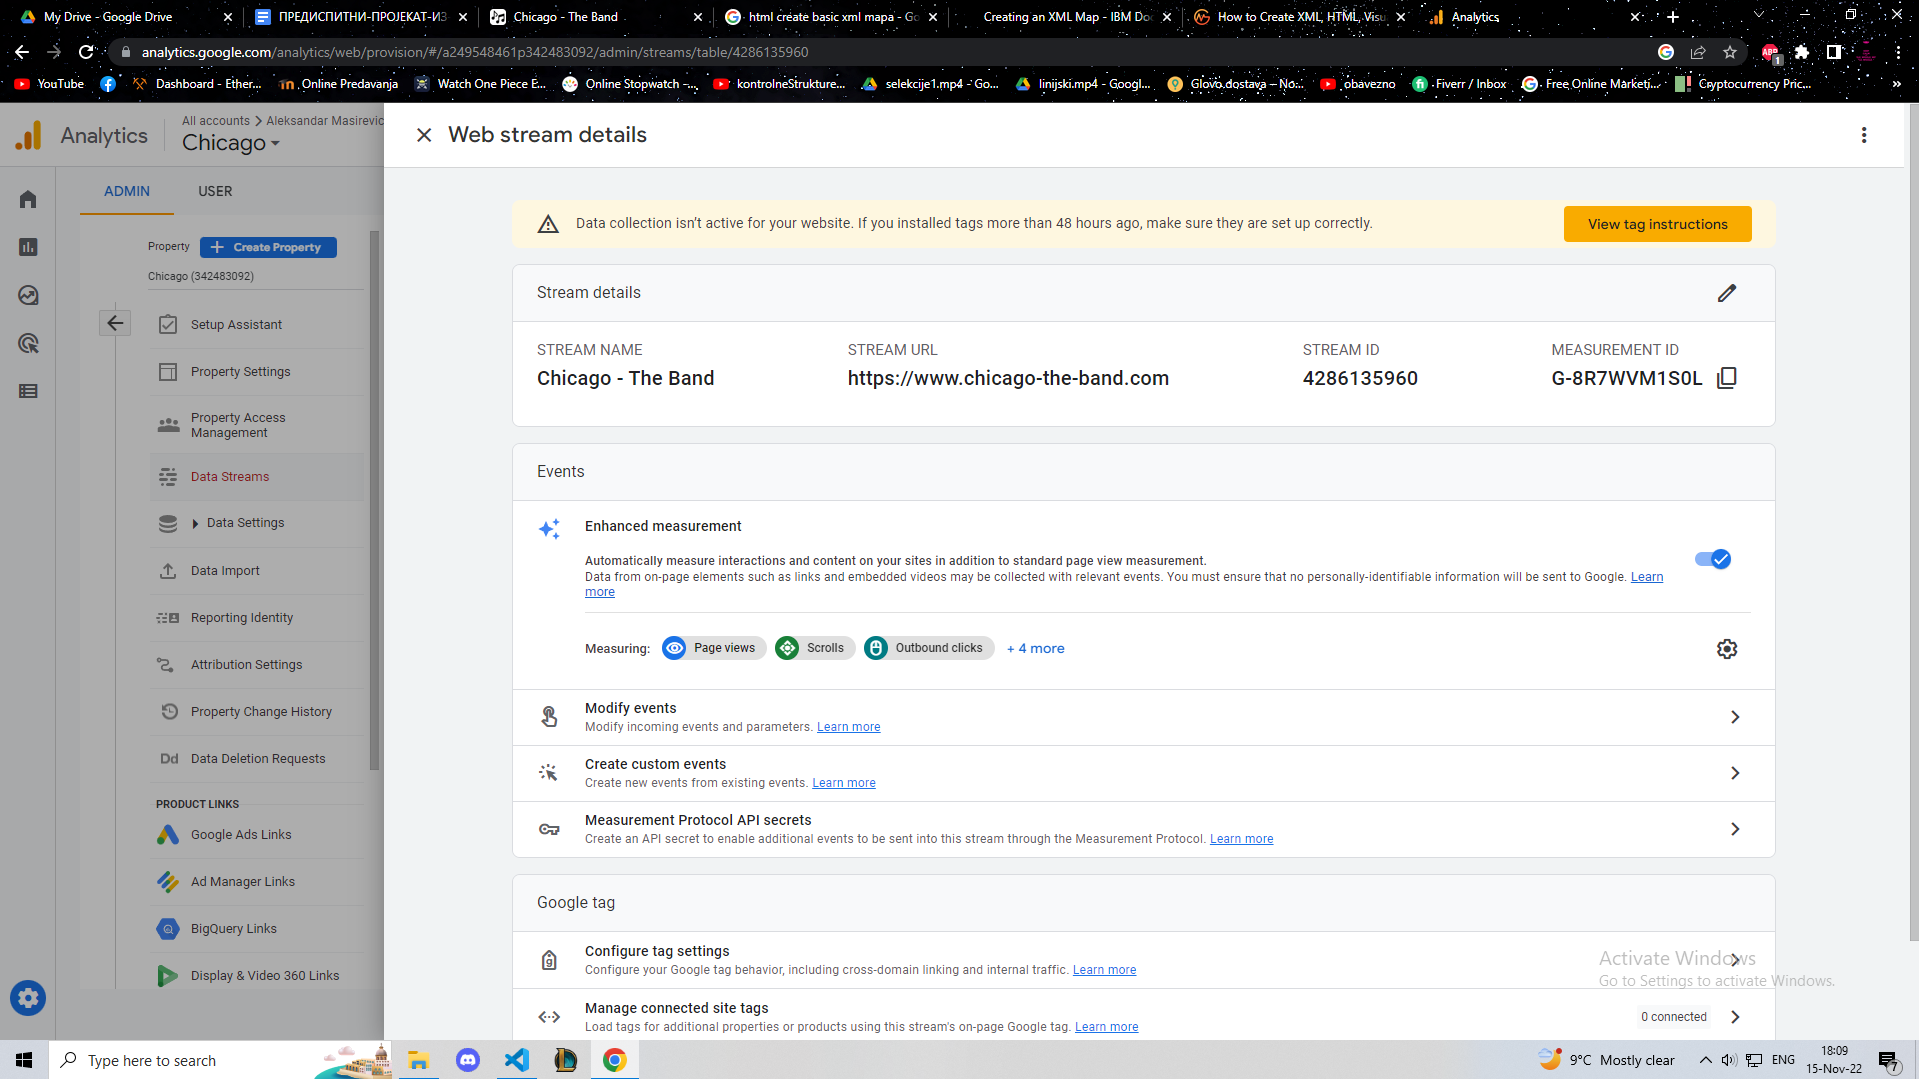 My Drive - Google Drive
ПРЕДИСПИТНИ-ПРОЈЕКАТ-ИЗ
Chicago - The Band
html create basic xml mapa - Go
Creating an XML Map - IBM Do
How to Create XML, HTML, Visu
Analytics
analytics.google.com/analytics/web/provision/#/a249548461p342483092/admin/streams/table/4286135960
ABP
1
YouTube
Dashboard - Ether...
Online Predavanja
Watch One Piece E...
Online Stopwatch -...
kontrolneStrukture...
selekcije1.mp4 - Go...
linijski.mp4 - Googl...
Glovo dostava – No...
obavezno
Fiverr / Inbox
Free Online Marketi...
Cryptocurrency Pric...
»
Analytics
All accounts > Aleksandar Masirevic
Chicago
ADMIN
USER
Property
+ Create Property
Chicago (342483092)
Setup Assistant
Property Settings
Property Access
Management
Data Streams
Data Settings
Data Import
Reporting Identity
Attribution Settings
Property Change History
Dd Data Deletion Requests
PRODUCT LINKS
Google Ads Links
Ad Manager Links
BigQuery Links
Display & Video 360 Links
Web stream details
Data collection isn’t active for your website. If you installed tags more than 48 hours ago, make sure they are set up correctly.
View tag instructions
Stream details
STREAM NAME
STREAM URL
STREAM ID
MEASUREMENT ID
Chicago - The Band
https://www.chicago-the-band.com
4286135960
G-8R7WVM1S0L
Events
Enhanced measurement
Automatically measure interactions and content on your sites in addition to standard page view measurement.
Data from on-page elements such as links and embedded videos may be collected with relevant events. You must ensure that no personally-identifiable information will be sent to Google. Learn
more
Measuring:
Page views
Scrolls
Outbound clicks
+ 4 more
Modify events
Modify incoming events and parameters. Learn more
Create custom events
Create new events from existing events. Learn more
Measurement Protocol API secrets
Create an API secret to enable additional events to be sent into this stream through the Measurement Protocol. Learn more
Google tag
Configure tag settings
Configure your Google tag behavior, including cross-domain linking and internal traffic. Learn more
Manage connected site tags
Load tags for additional properties or products using this stream's on-page Google tag. Learn more
0 connected
Activate Windows
Go to Settings to activate Windows.
Type here to search
9°C Mostly clear
ENG
18:09
15-Nov-22
7